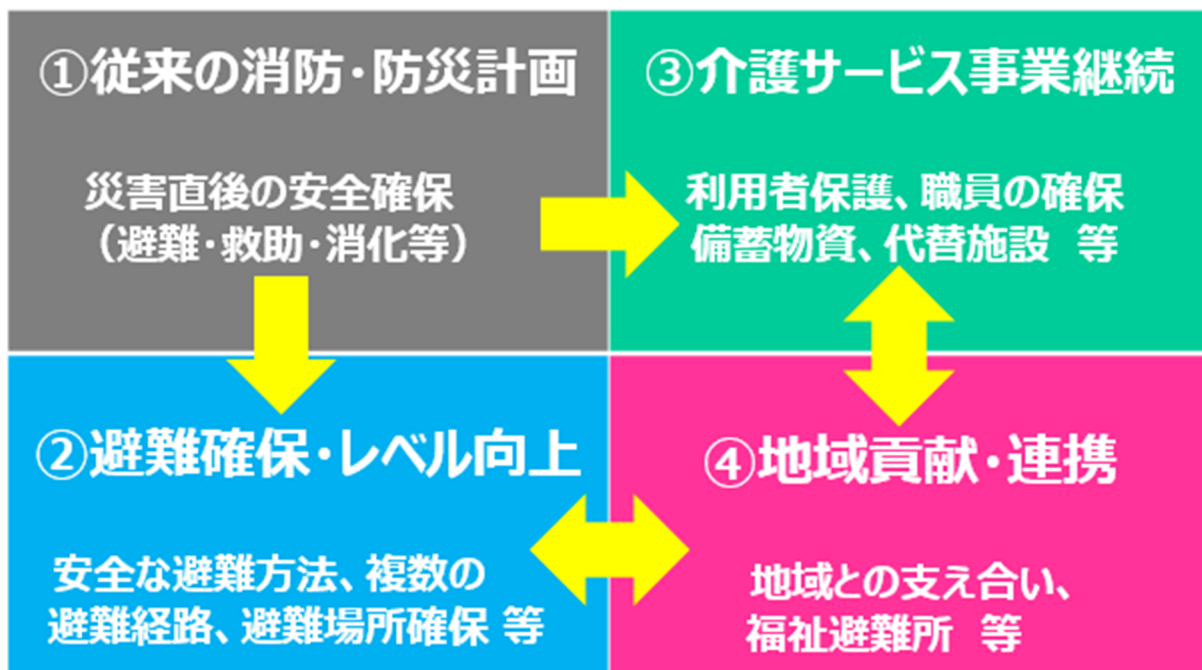 ①従来の消防・防災計画
災害直後の安全確保
（避難・救助・消化等）
③介護サービス事業継続
利用者保護、職員の確保
備蓄物資、代替施設 等
②避難確保・レベル向上
安全な避難方法、複数の
避難経路、避難場所確保 等
④地域貢献・連携
地域との支え合い、
福祉避難所 等